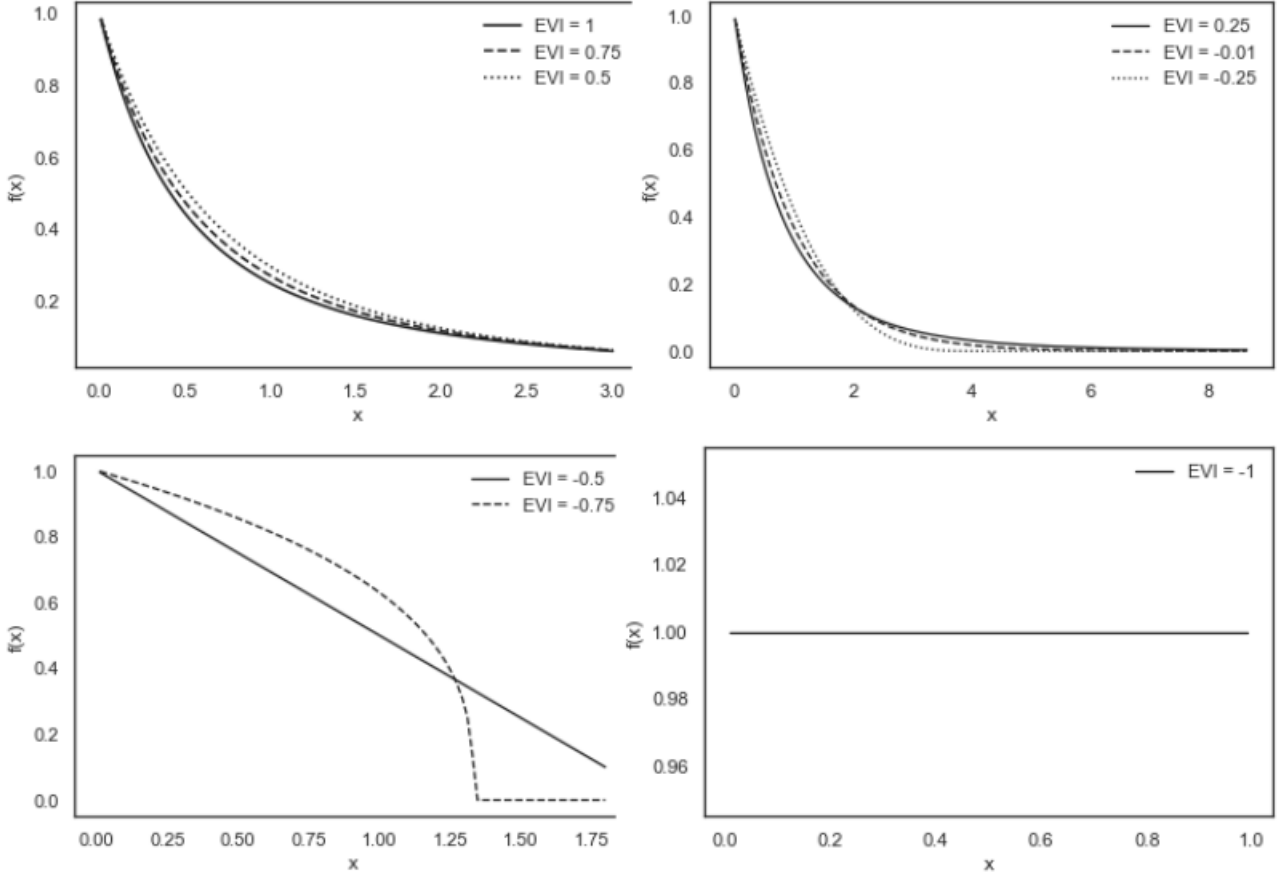 1.0
0.8
0.6
0.4
0.2
f(x)
EVI = 1
EVI = 0.75
EVI = 0.5
0.0 0.5 1.0 1.5 2.0 2.5 3.0
x
1.0
0.8
0.6
0.4
0.2
0.0
f(x)
EVI = 0.25
EVI = -0.01
EVI = -0.25
0 2 4 6 8
x
1.0
0.8
0.6
0.4
0.2
0.0
f(x)
EVI = -0.5
EVI = -0.75
0.00 0.25 0.50 0.75 1.00 1.25 1.50 1.75
x
1.04
1.02
1.00
0.98
0.96
f(x)
EVI = -1
0.0 0.2 0.4 0.6 0.8 1.0
x